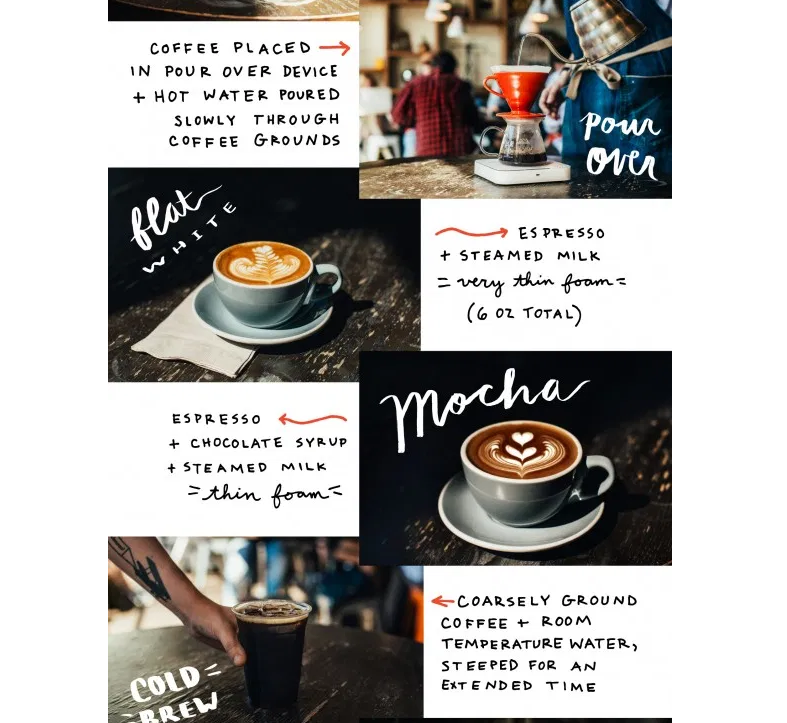 COFFEE PLACED
IN POUR OVER DEVICE
+ HOT WATER POURED
SLOWLY THROUGH
COFFEE GROUNDS
pour
over
flat
WHITE
ESPRESSO
+ STEAMED MILK
= very thin foam =
(6 OZ TOTAL)
Mocha
ESPRESSO
+ CHOCOLATE SYRUP
+ STEAMED MILK
= thin foam =
COLD
BREW
COARSELY GROUND
COFFEE + ROOM
TEMPERATURE WATER,
STEEPED FOR AN
EXTENDED TIME